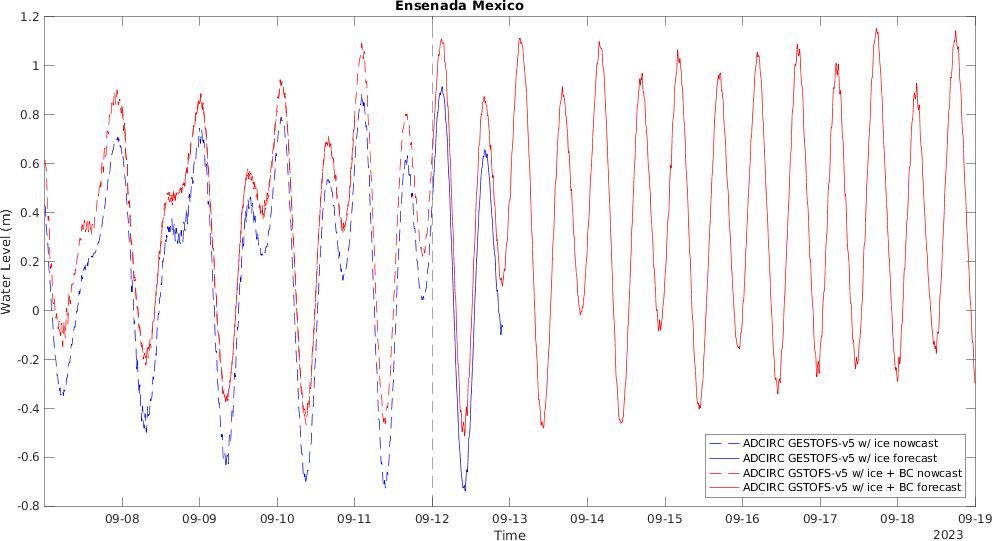 Ensenada Mexico
Water Level (m)
1.2
1
0.8
0.6
0.4
0.2
0
-0.2
-0.4
-0.6
-0.8
ADCIRC GESTOFS-v5 w/ ice nowcast
ADCIRC GESTOFS-v5 w/ ice forecast
ADCIRC GSTOFS-v5 w/ ice + BC nowcast
ADCIRC GSTOFS-v5 w/ ice + BC forecast
09-08 09-09 09-10 09-11 09-12 09-13 09-14 09-15 09-16 09-17 09-18 09-19
Time
2023